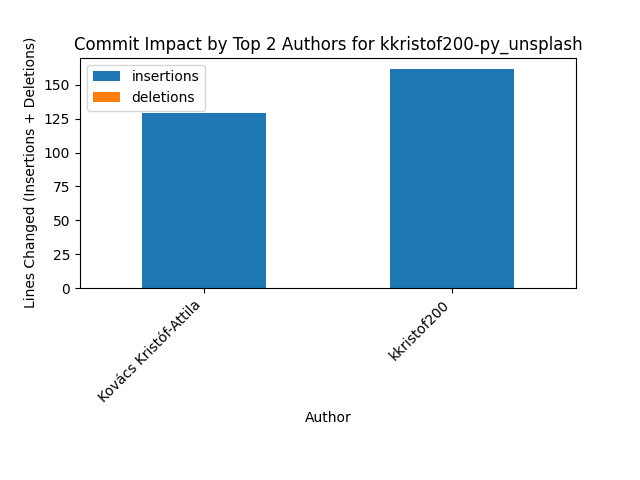 Commit Impact by Top 2 Authors for kkristof200-py_unsplash
insertions
deletions
Lines Changed (Insertions + Deletions)
150
125
100
75
50
25
0
Kovács Kristóf-Attila
kkristof200
Author